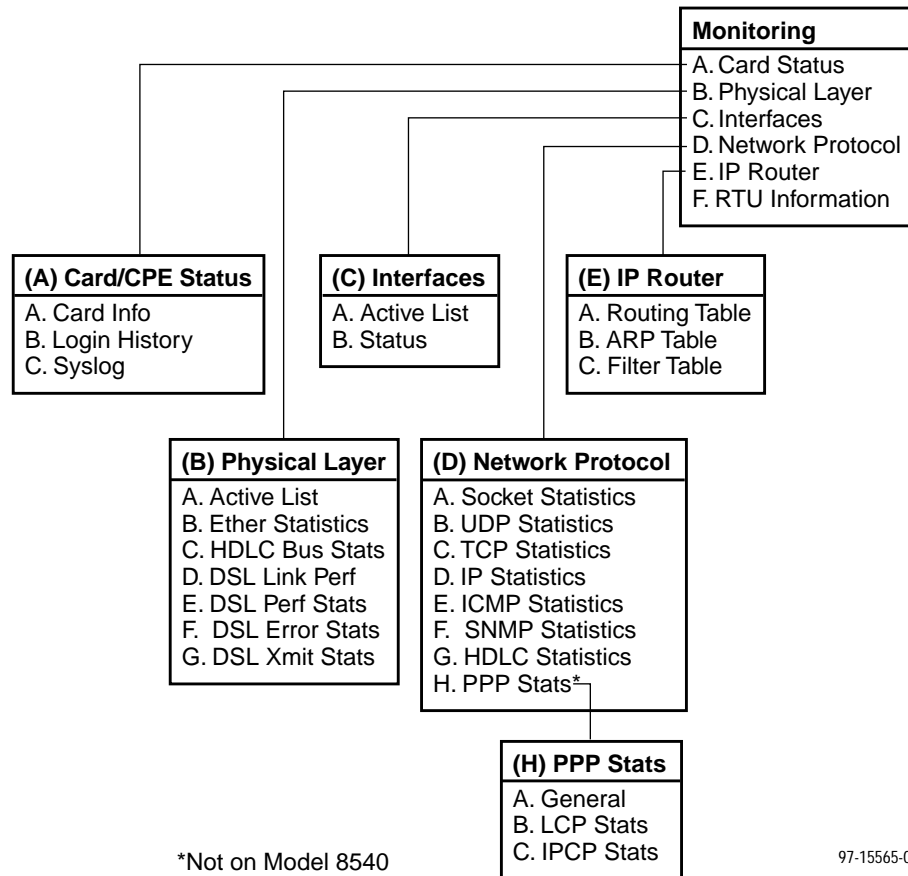 Monitoring
A. Card Status
B. Physical Layer
C. Interfaces
D. Network Protocol
E. IP Router
F. RTU Information
(A) Card/CPE Status
A. Card Info
B. Login History
C. Syslog
(C) Interfaces
A. Active List
B. Status
(E) IP Router
A. Routing Table
B. ARP Table
C. Filter Table
(B) Physical Layer
A. Active List
B. Ether Statistics
C. HDLC Bus Stats
D. DSL Link Perf
E. DSL Perf Stats
F. DSL Error Stats
G. DSL Xmit Stats
(D) Network Protocol
A. Socket Statistics
B. UDP Statistics
C. TCP Statistics
D. IP Statistics
E. ICMP Statistics
F. SNMP Statistics
G. HDLC Statistics
H. PPP Stats*
(H) PPP Stats
A. General
B. LCP Stats
C. IPCP Stats
*Not on Model 8540
97-15565-0